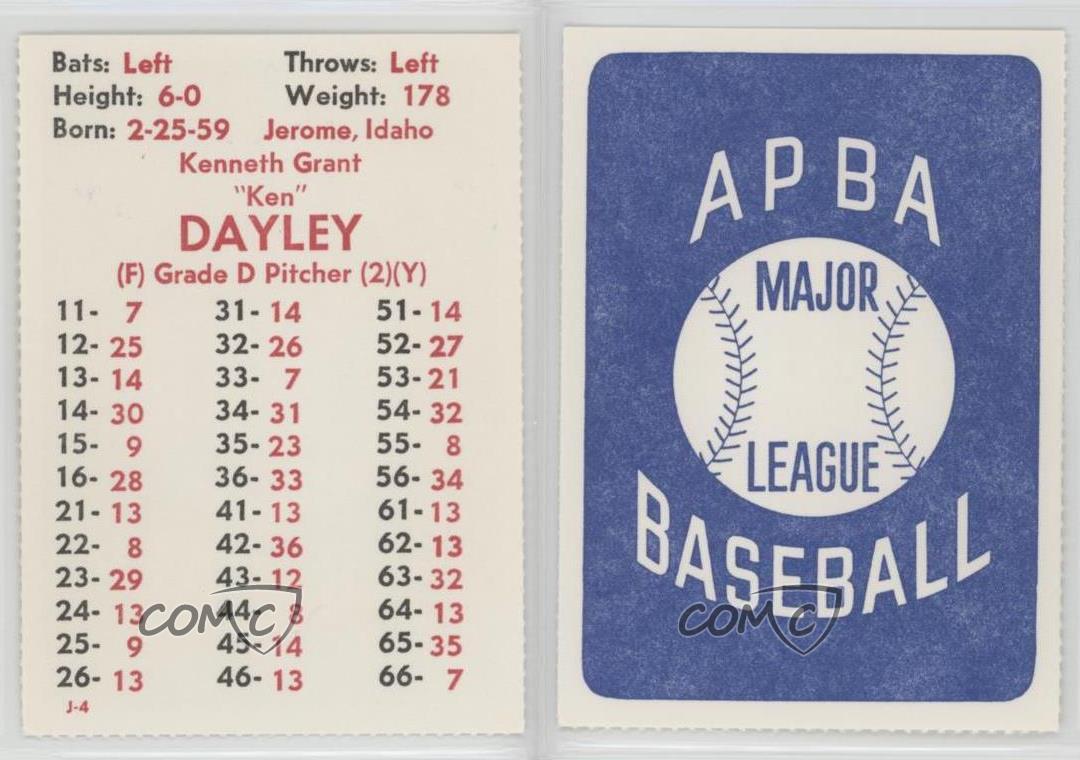 Bats: Left Throws: Left
Height: 6-0 Weight: 178
Born: 2-25-59 Jerome, Idaho
Kenneth Grant
"Ken"
DAYLEY
(F) Grade D Pitcher (2)(Y)
11- 7 31- 14 51- 14
12- 25 32- 26 52- 27
13- 14 33- 7 53- 21
14- 30 34- 31 54- 32
15- 9 35- 23 55- 8
16- 28 36- 33 56- 34
21- 13 41- 13 61- 13
22- 8 42- 36 62- 13
23- 29 43- 12 63- 32
24- 13 44- 8 64- 13
25- 9 45- 14 65- 35
26- 13 46- 13 66- 7
J-4
COMC
APBA
MAJOR
LEAGUE
BASEBALL
COMC